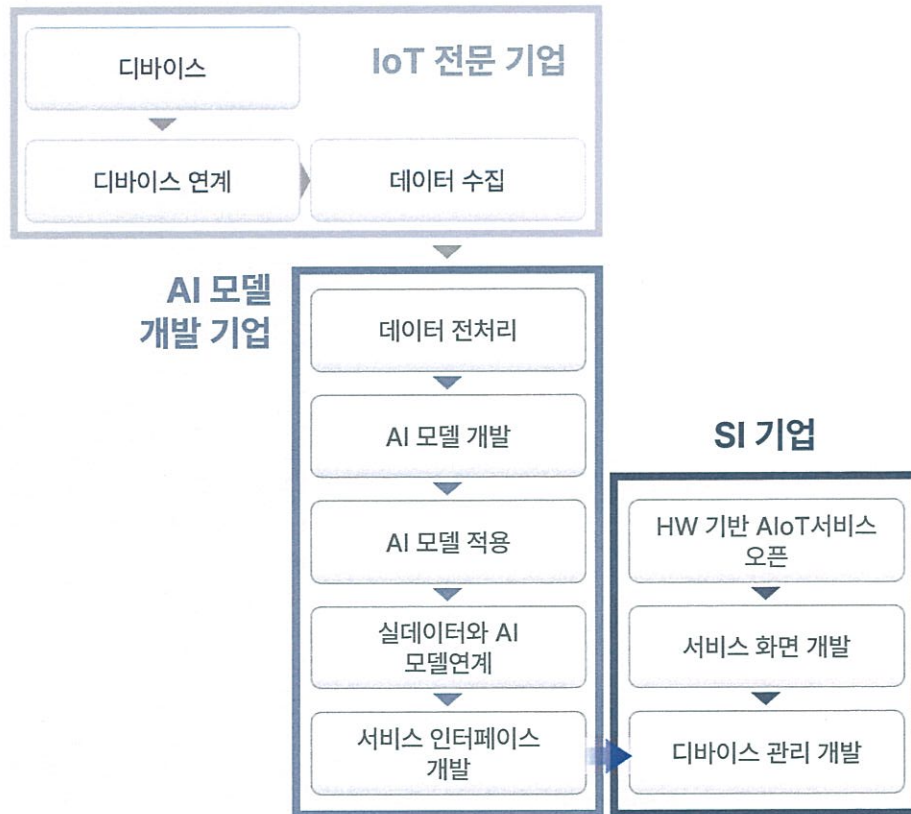 IoT 전문 기업
디바이스
디바이스 연계
데이터 수집
AI 모델
개발 기업
데이터 전처리
AI 모델 개발
AI 모델 적용
실데이터와 AI
모델연계
서비스 인터페이스
개발
SI 기업
HW 기반 AIoT서비스
오픈
서비스 화면 개발
디바이스 관리 개발